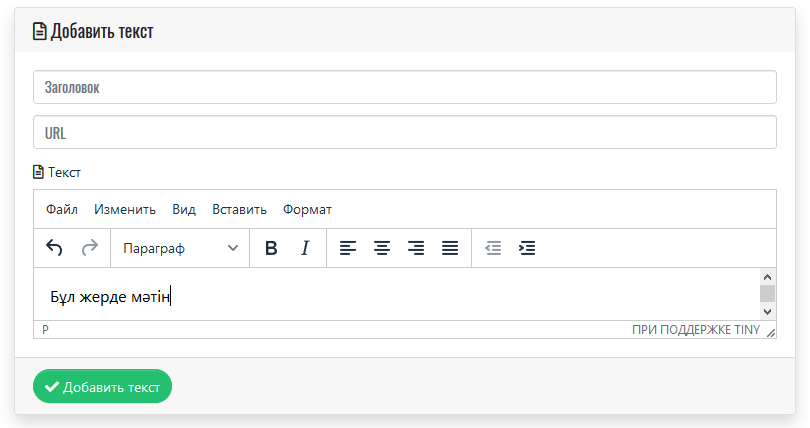 Добавить текст
Заголовок
URL
Текст
Файл Изменить Вид Вставить Формат
Параграф B I
Бұл жерде мәтін
P ПРИ ПОДДЕРЖКЕ TINY
Добавить текст